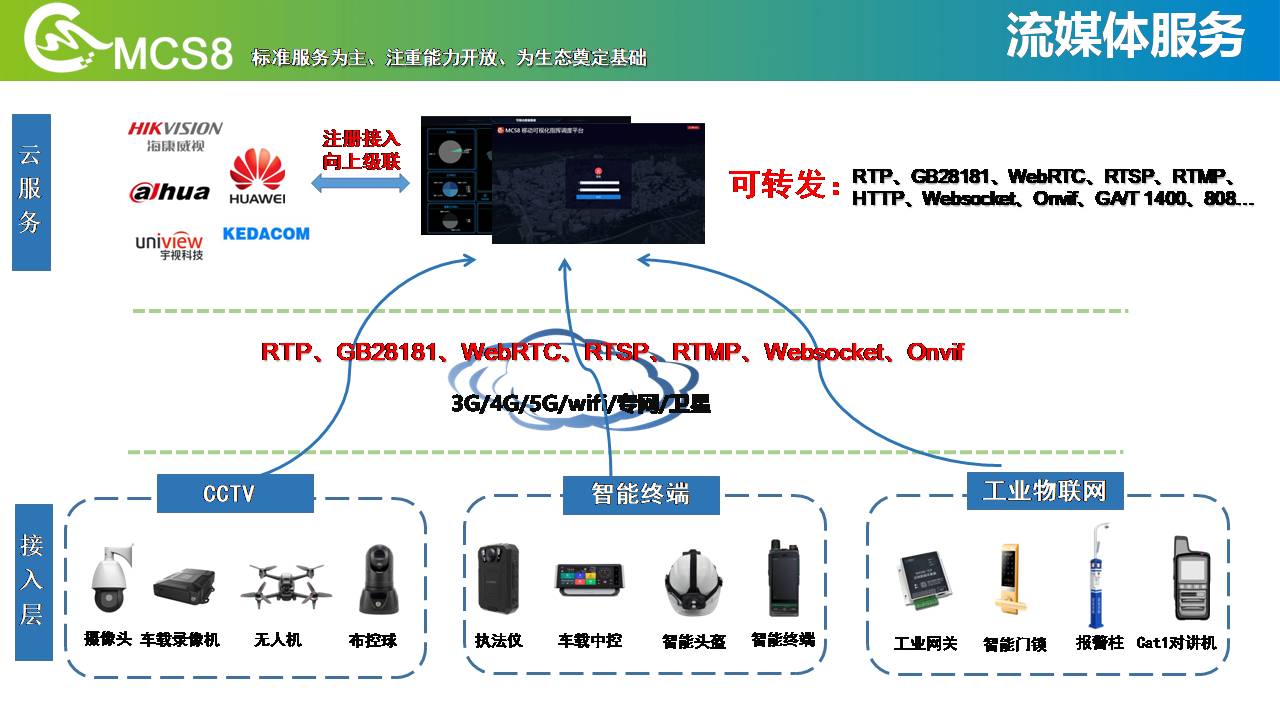 MCS8
标准服务为主、注重能力开放、为生态奠定基础
流媒体服务
云服务
HIKVISION
海康威视
alhua
HUAWEI
uniview
宇视科技
KEDACOM
注册接入
向上级联
MCS8 移动可视化指挥调度平台
可转发：
RTP、GB28181、WebRTC、RTSP、RTMP、
HTTP、Websocket、Onvif、GA/T 1400、808...
RTP、GB28181、WebRTC、RTSP、RTMP、Websocket、Onvif
3G/4G/5G/wifi/专网/卫星
接入层
CCTV
摄像头
车载录像机
无人机
布控球
智能终端
执法仪
车载中控
智能头盔
智能终端
工业物联网
工业网关
智能门锁
报警柱
Cat1对讲机